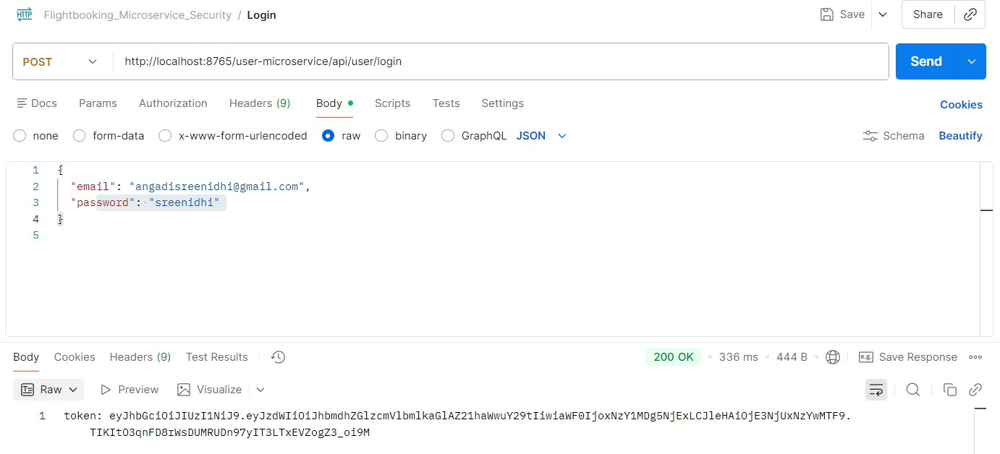 HTTP Flightbooking_Microservice_Security / Login Save Share
POST http://localhost:8765/user-microservice/api/user/login Send
Docs Params Authorization Headers (9) Body Scripts Tests Settings Cookies
none form-data x-www-form-urlencoded raw binary GraphQL JSON Schema Beautify
1 {
2 "email": "angadisreenidhi@gmail.com",
3 "password": "sreenidhi"
4 }
5
Body Cookies Headers (9) Test Results 200 OK 336 ms 444 B e.g. Save Response
Raw Preview Visualize
1 token: eyJhbGciOiJIUzI1NiJ9.eyJzdWIiOiJhbmdhZGlzcmVlbmlkaGlAZ21haWwuY29tIiwiaWF0IjoxNzY1MDg5NjExLCJleHAiOjE3NjUxNzYwMTF9.
TIKItO3qnFD8rWsDUMRUDn97yIT3LTxEVZogZ3_oi9M